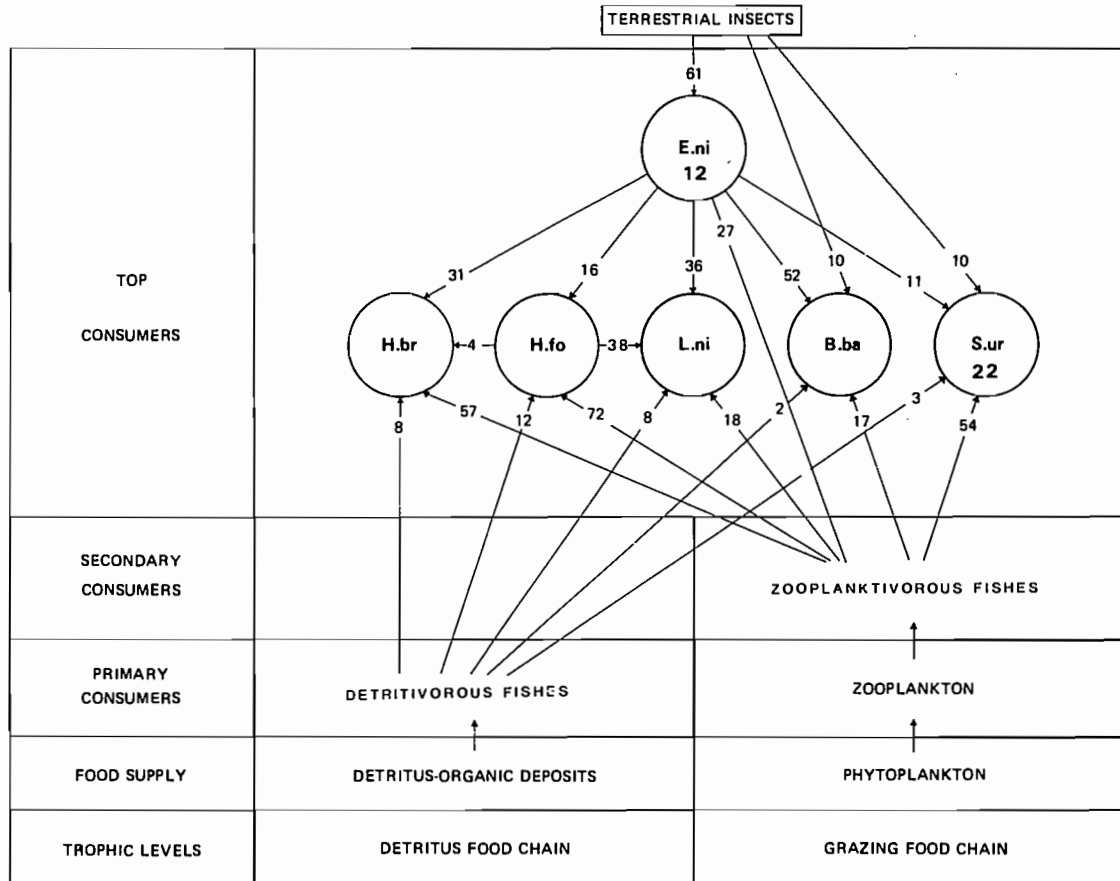 TERRESTRIAL INSECTS
61
E.ni
12
27
31
16
36
52
10
11
10
TOP
CONSUMERS
H.br
4
H.fo
38
L.ni
B.ba
S.ur
22
8
57
12
72
8
18
2
17
3
54
SECONDARY
CONSUMERS
ZOOPLANKTIVOROUS FISHES
PRIMARY
CONSUMERS
DETRITIVOROUS FISHES
ZOOPLANKTON
FOOD SUPPLY
DETRITUS-ORGANIC DEPOSITS
PHYTOPLANKTON
TROPHIC LEVELS
DETRITUS FOOD CHAIN
GRAZING FOOD CHAIN